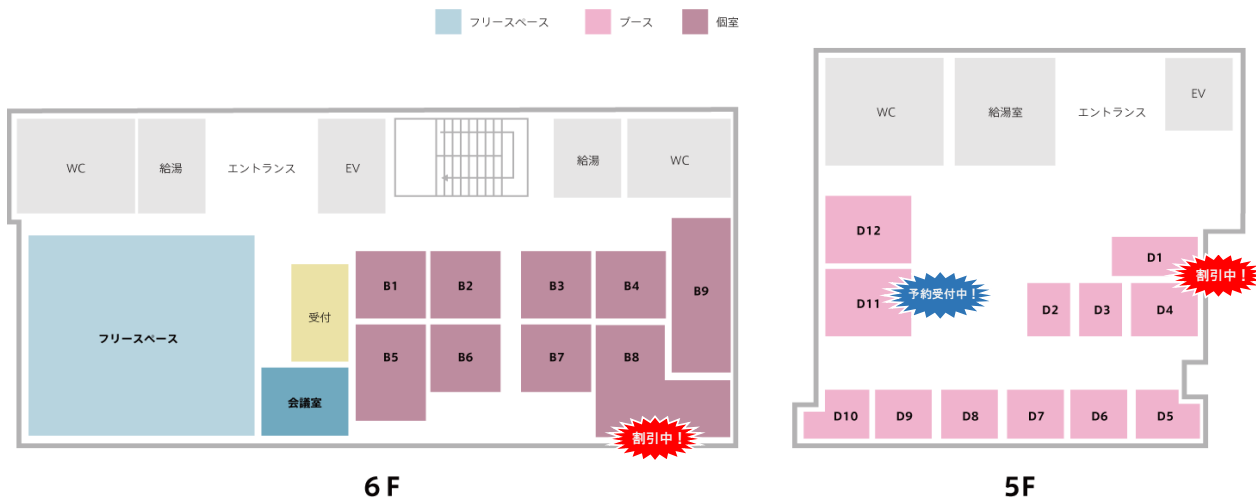 フリースペース
ブース
個室
WC
給湯
エントランス
EV
給湯
WC
フリースペース
受付
会議室
B1
B2
B3
B4
B9
B5
B6
B7
B8
割引中!
6F
WC
給湯室
エントランス
EV
D12
D1
割引中!
D11
予約受付中!
D2
D3
D4
D10
D9
D8
D7
D6
D5
5F